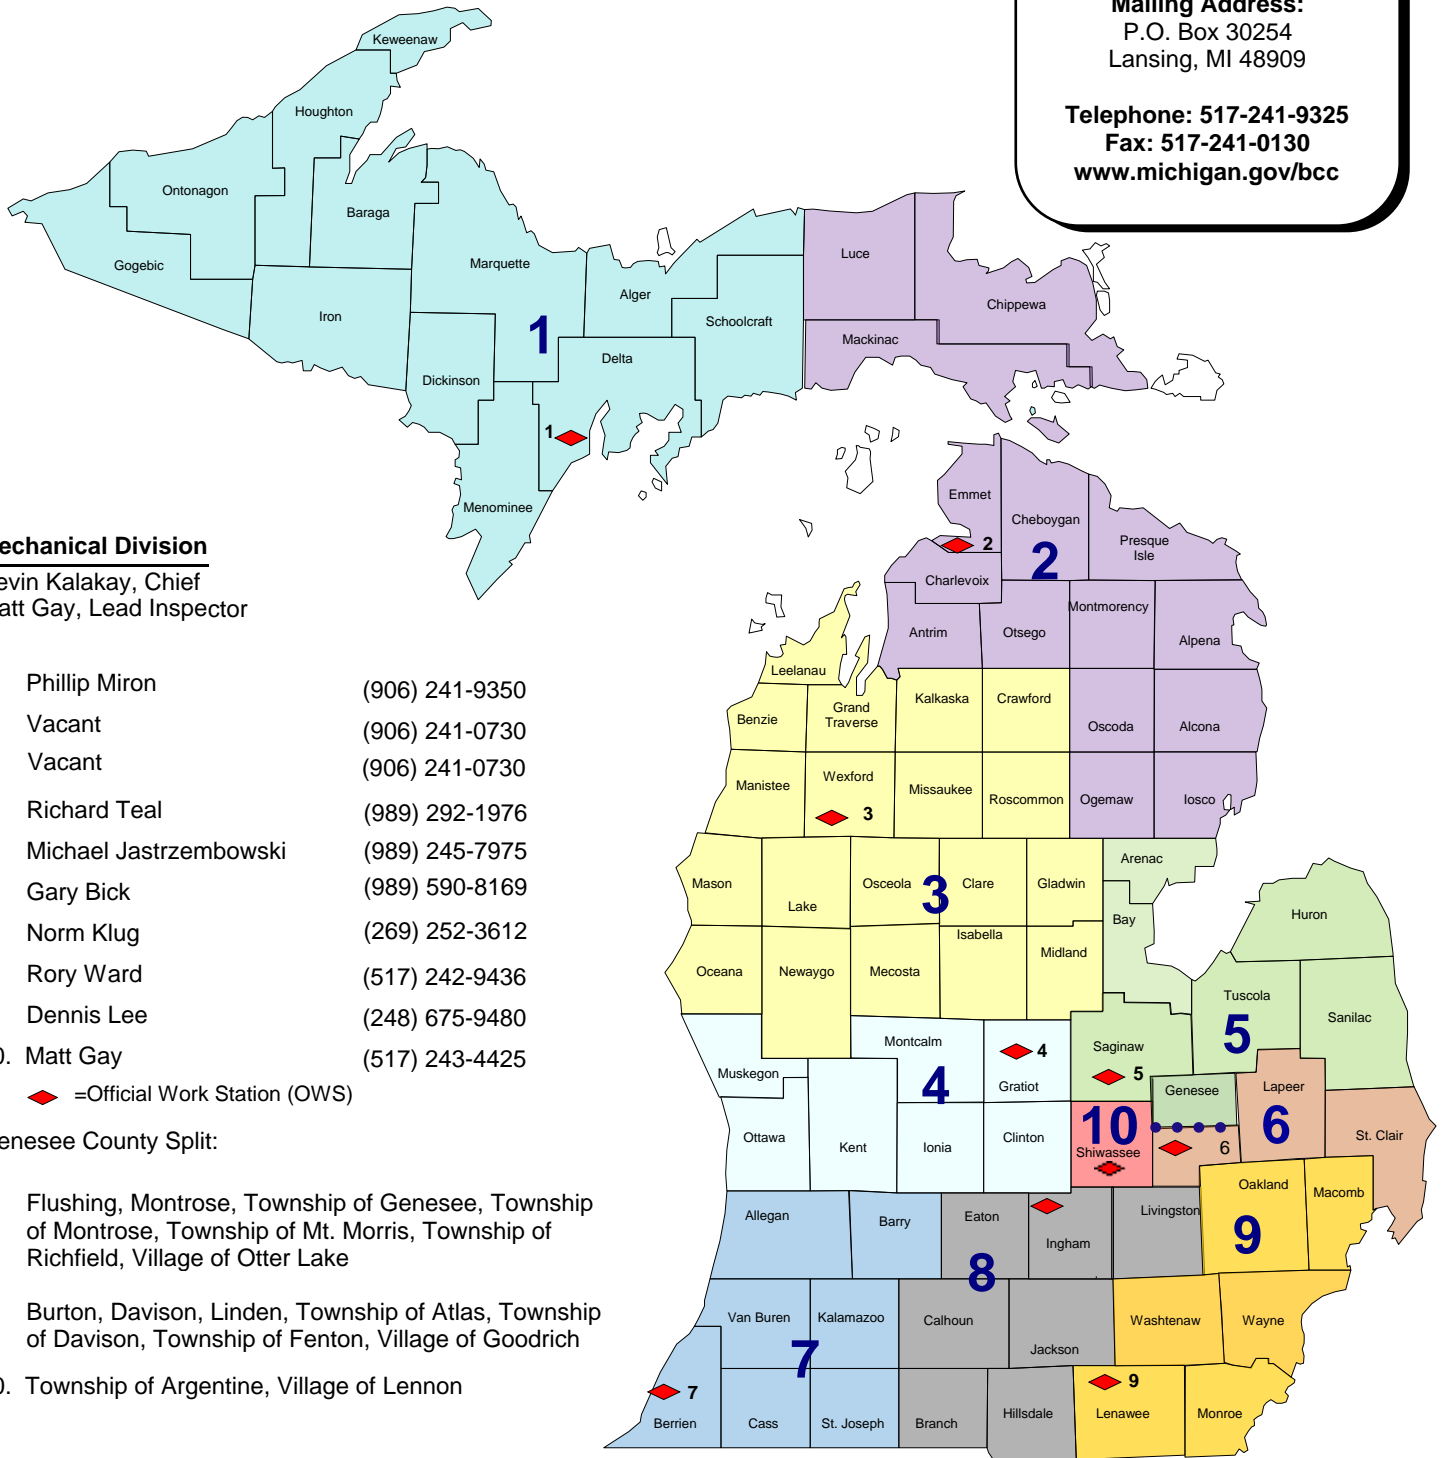 Mailing Address:
P.O. Box 30254
Lansing, MI 48909
Telephone: 517-241-9325
Fax: 517-241-0130
www.michigan.gov/bcc
Keweenaw
Houghton
Ontonagon
Baraga
Gogebic
Marquette
Iron
Alger
Luce
Chippewa
Schoolcraft
Mackinac
1
Delta
Dickinson
1
Menominee
Emmet
Cheboygan
Presque
Isle
2
2
Charlevoix
Montmorency
Antrim
Otsego
Alpena
Leelanau
Benzie
Grand
Traverse
Kalkaska
Crawford
Oscoda
Alcona
Manistee
Wexford
Missaukee
Roscommon
Ogemaw
Iosco
3
Arenac
Mason
Lake
Osceola
3
Clare
Gladwin
Bay
Huron
Isabella
Midland
Oceana
Newaygo
Mecosta
Tuscola
Sanilac
5
Montcalm
4
Gratiot
Saginaw
5
Muskegon
4
Genesee
Lapeer
6
Ottawa
Kent
Ionia
Clinton
10
Shiwassee
6
St. Clair
Oakland
Macomb
Allegan
Barry
Eaton
Ingham
Livingston
9
8
Van Buren
Kalamazoo
Calhoun
Jackson
Washtenaw
Wayne
7
7
Berrien
Cass
St. Joseph
Branch
Hillsdale
9
Lenawee
Monroe
echanical Division
evin Kalakay, Chief
att Gay, Lead Inspector
Phillip Miron (906) 241-9350
Vacant (906) 241-0730
Vacant (906) 241-0730
Richard Teal (989) 292-1976
Michael Jastrzembowski (989) 245-7975
Gary Bick (989) 590-8169
Norm Klug (269) 252-3612
Rory Ward (517) 242-9436
Dennis Lee (248) 675-9480
0. Matt Gay (517) 243-4425
=Official Work Station (OWS)
enesee County Split:
Flushing, Montrose, Township of Genesee, Township
of Montrose, Township of Mt. Morris, Township of
Richfield, Village of Otter Lake
Burton, Davison, Linden, Township of Atlas, Township
of Davison, Township of Fenton, Village of Goodrich
0. Township of Argentine, Village of Lennon